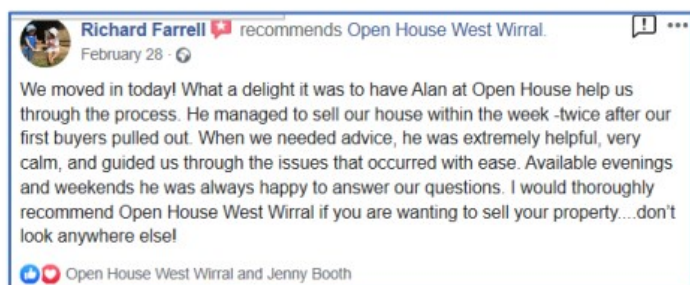 Richard Farrell recommends Open House West Wirral.
February 28 ·
We moved in today! What a delight it was to have Alan at Open House help us
through the process. He managed to sell our house within the week -twice after our
first buyers pulled out. When we needed advice, he was extremely helpful, very
calm, and guided us through the issues that occurred with ease. Available evenings
and weekends he was always happy to answer our questions. I would thoroughly
recommend Open House West Wirral if you are wanting to sell your property....don't
look anywhere else!
Open House West Wirral and Jenny Booth